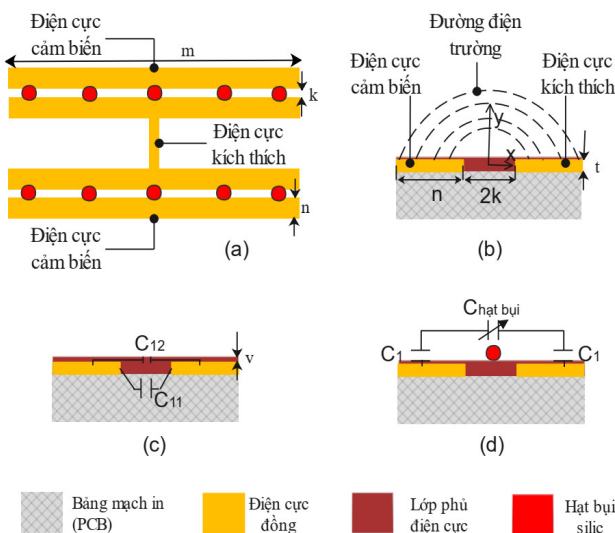 Điện cực
cảm biến
m
k
Điện cực
kích thích
n
Điện cực
cảm biến
(a)
Đường điện
trường
Điện cực
cảm biến
Điện cực
kích thích
y
x
t
n
2k
(b)
C12
v
C11
(c)
Chạt bụi
C1
C1
(d)
Bảng mạch in
(PCB)
Điện cực
đồng
Lớp phủ
điện cực
Hạt bụi
silic